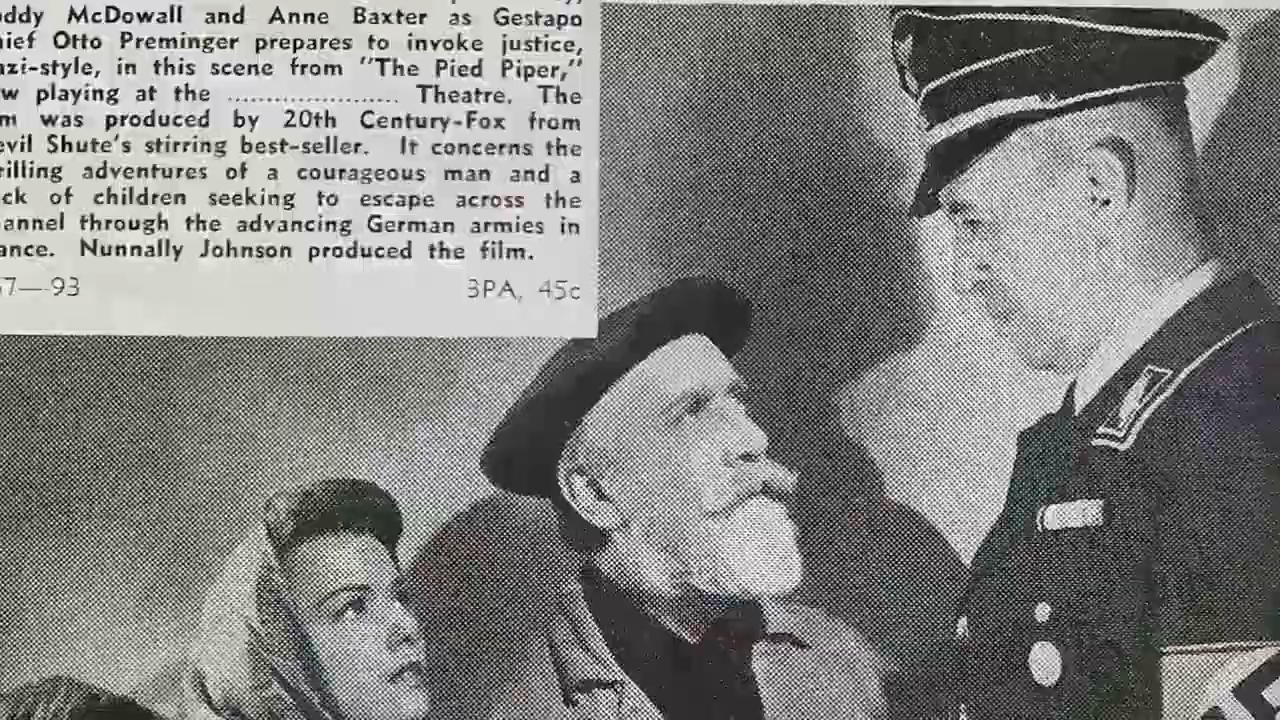 ddy McDowall and Anne Baxter as Gestapo
ief Otto Preminger prepares to invoke justice,
azi-style, in this scene from "The Pied Piper,"
w playing at the ...................... Theatre. The
m was produced by 20th Century-Fox from
evil Shute's stirring best-seller. It concerns the
rilling adventures of a courageous man and a
ck of children seeking to escape across the
annel through the advancing German armies in
ance. Nunnally Johnson produced the film.
7—93 3PA, 45c